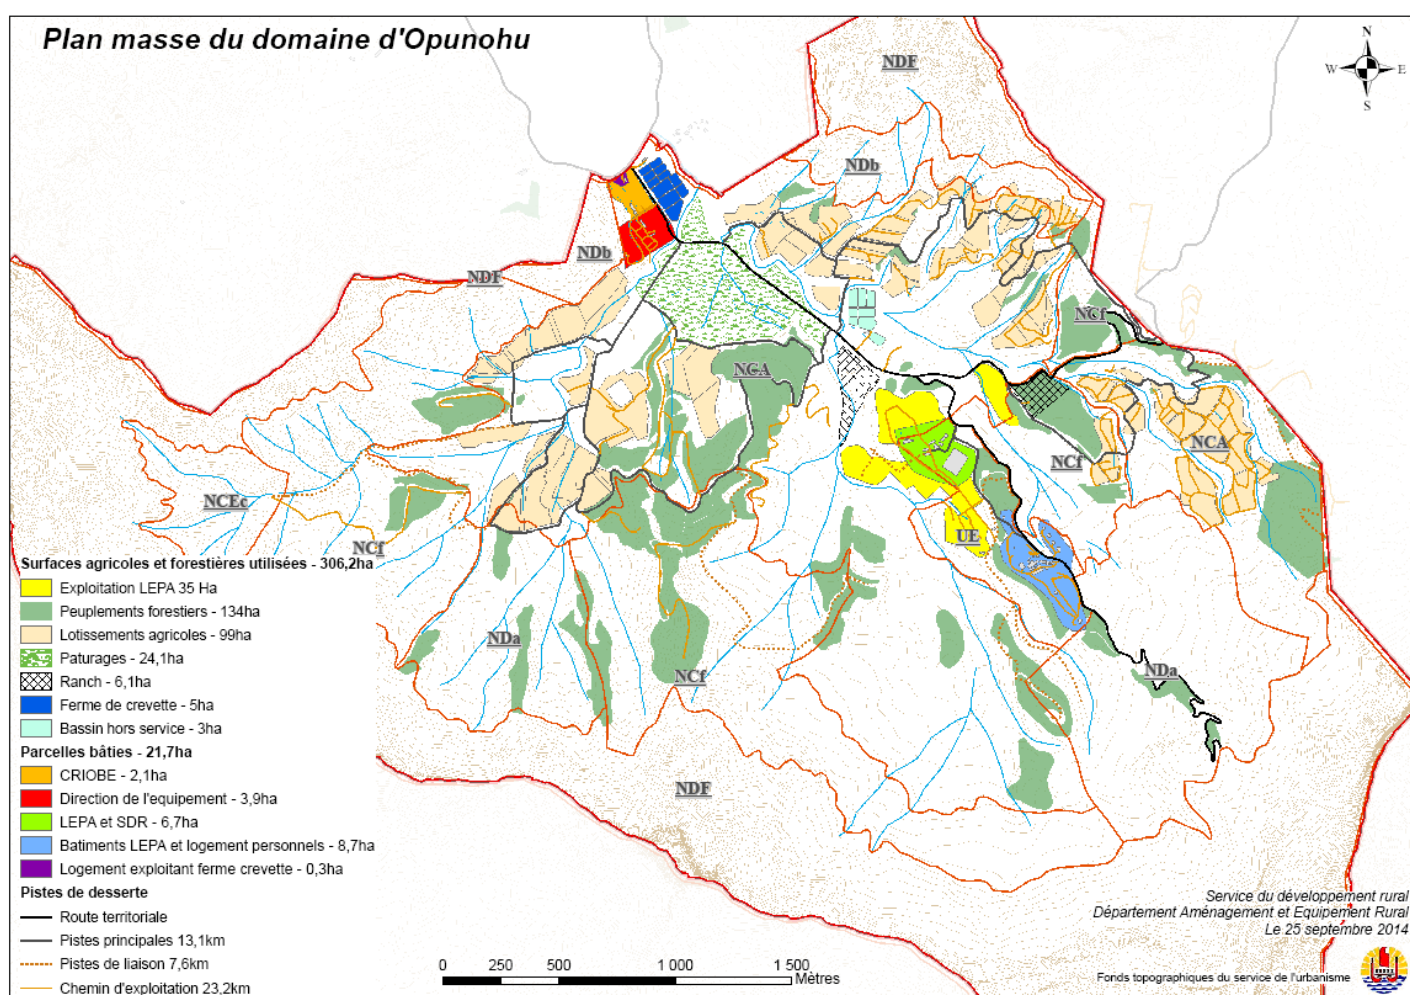 Plan masse du domaine d'Opunohu
N
W
E
S
NDF
NDb
NDb
NDF
NCf
NGA
NCA
NCf
NCEc
NCf
UE
NDa
NDa
NCf
NDF
Surfaces agricoles et forestières utilisées - 306,2ha
Exploitation LEPA 35 Ha
Peuplements forestiers - 134ha
Lotissements agricoles - 99ha
Paturages - 24,1ha
Ranch - 6,1ha
Ferme de crevette - 5ha
Bassin hors service - 3ha
Parcelles bâties - 21,7ha
CRIOBE - 2,1ha
Direction de l'equipement - 3,9ha
LEPA et SDR - 6,7ha
Batiments LEPA et logement personnels - 8,7ha
Logement exploitant ferme crevette - 0,3ha
Pistes de desserte
Route territoriale
Pistes principales 13,1km
Pistes de liaison 7,6km
Chemin d'exploitation 23,2km
0 250 500 1 000 1 500
Mètres
Service du développement rural
Département Aménagement et Equipement Rural
Le 25 septembre 2014
Fonds topographiques du service de l'urbanisme